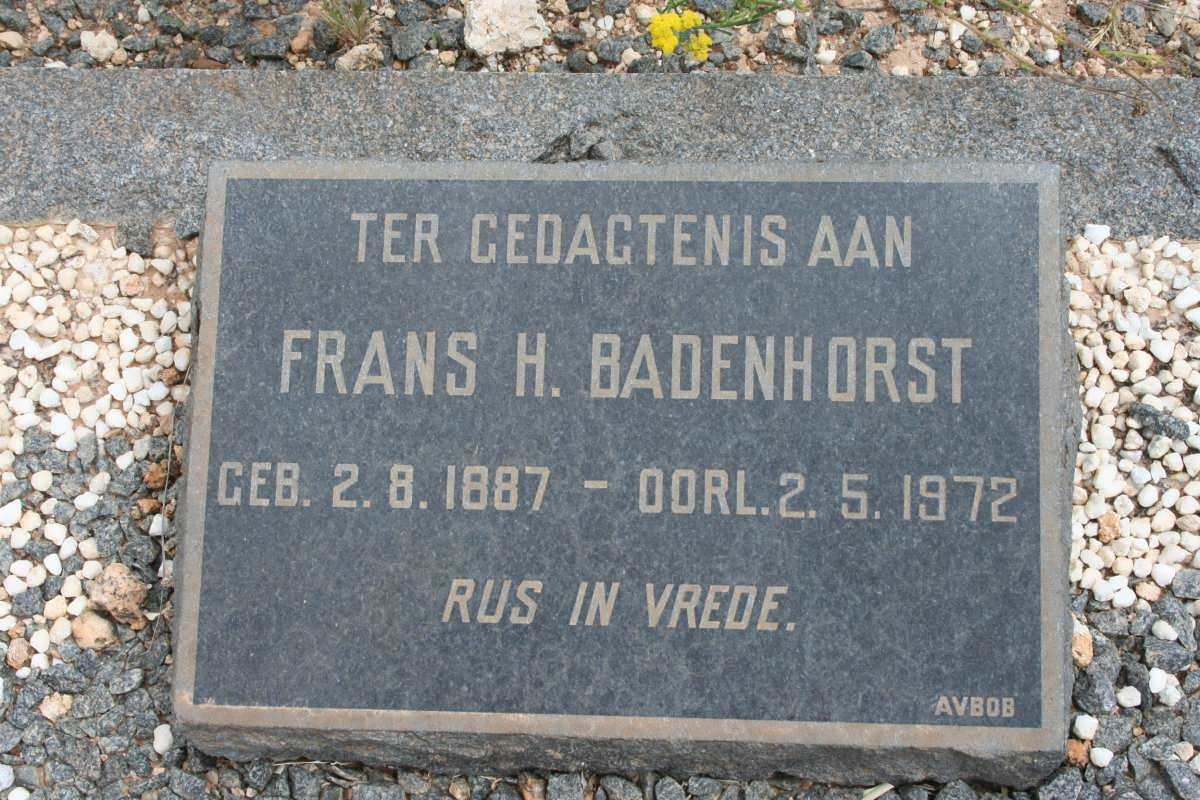 TER GEDAGTENIS AAN
FRANS H. BADENHORST
GEB. 2. 8. 1887 - OORL. 2. 5. 1972
RUS IN VREDE.
AVBOB